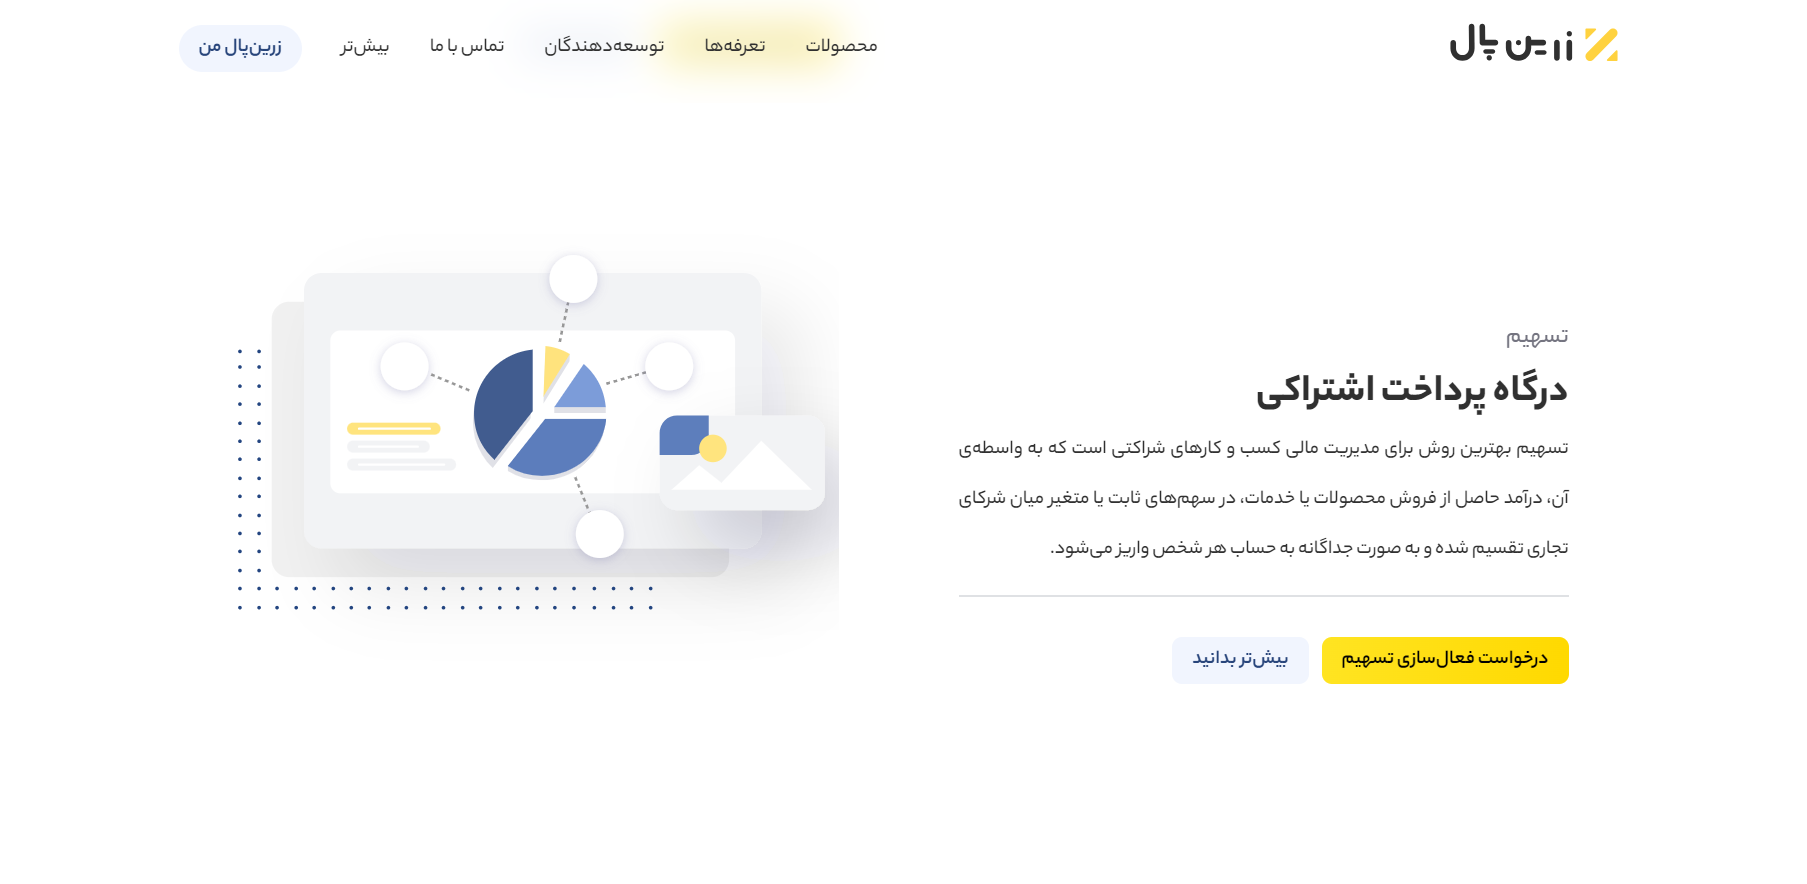 زرین پال
محصولات
تعرفه‌ها
توسعه‌دهندگان
تماس با ما
بیش‌تر
زرین‌پال من
تسهیم
درگاه پرداخت اشتراکی
تسهیم بهترین روش برای مدیریت مالی کسب و کارهای شراکتی است که به واسطه‌ی
آن، درآمد حاصل از فروش محصولات یا خدمات، در سهم‌های ثابت یا متغیر میان شرکای
تجاری تقسیم شده و به صورت جداگانه به حساب هر شخص واریز می‌شود.
درخواست فعال‌سازی تسهیم
بیش‌تر بدانید